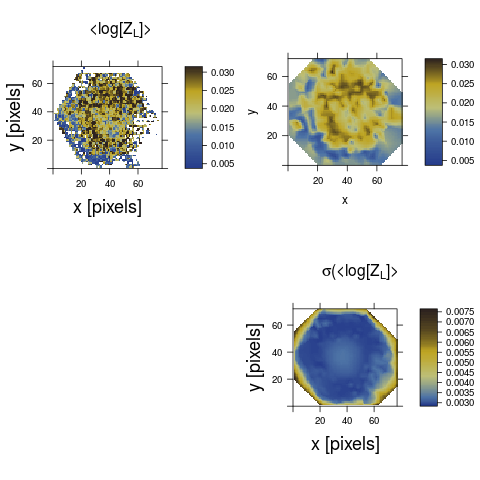 <log[Z_L]>
0.030
0.025
0.020
0.015
0.010
0.005
60
40
20
20 40 60
y [pixels]
x [pixels]
0.030
0.025
0.020
0.015
0.010
0.005
60
40
20
20 40 60
y
x
σ(<log[Z_L]>
0.0075
0.0070
0.0065
0.0060
0.0055
0.0050
0.0045
0.0040
0.0035
0.0030
60
40
20
20 40 60
y [pixels]
x [pixels]